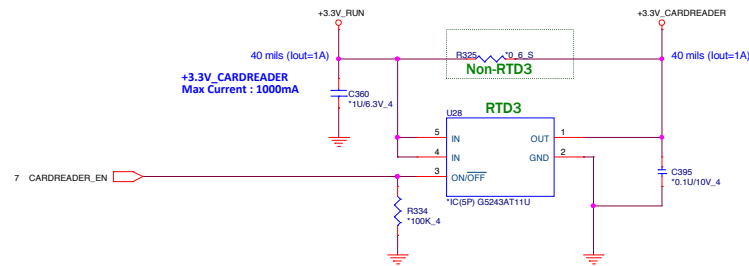 +3.3V_RUN
+3.3V_CARDREADER
40 mils (Iout=1A)
R325
*0_6_S
40 mils (Iout=1A)
Non-RTD3
+3.3V_CARDREADER
Max Current : 1000mA
C360
*1U/6.3V_4
RTD3
U28
5
IN
OUT
1
4
IN
GND
2
7
CARDREADER_EN
3
ON/OFF
C395
*0.1U/10V_4
*IC(5P) G5243AT11U
R334
*100K_4